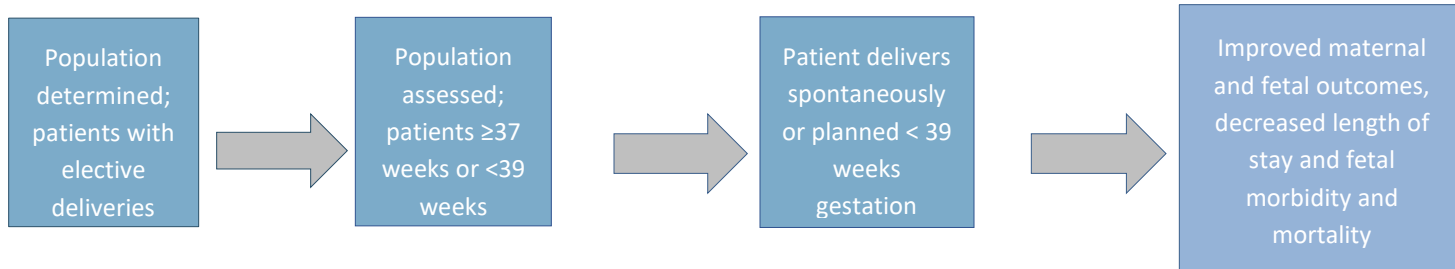 Population
determined;
patients with
elective
deliveries
Population
assessed;
patients ≥37
weeks or <39
weeks
Patient delivers
spontaneously
or planned < 39
weeks
gestation
Improved maternal
and fetal outcomes,
decreased length of
stay and fetal
morbidity and
mortality